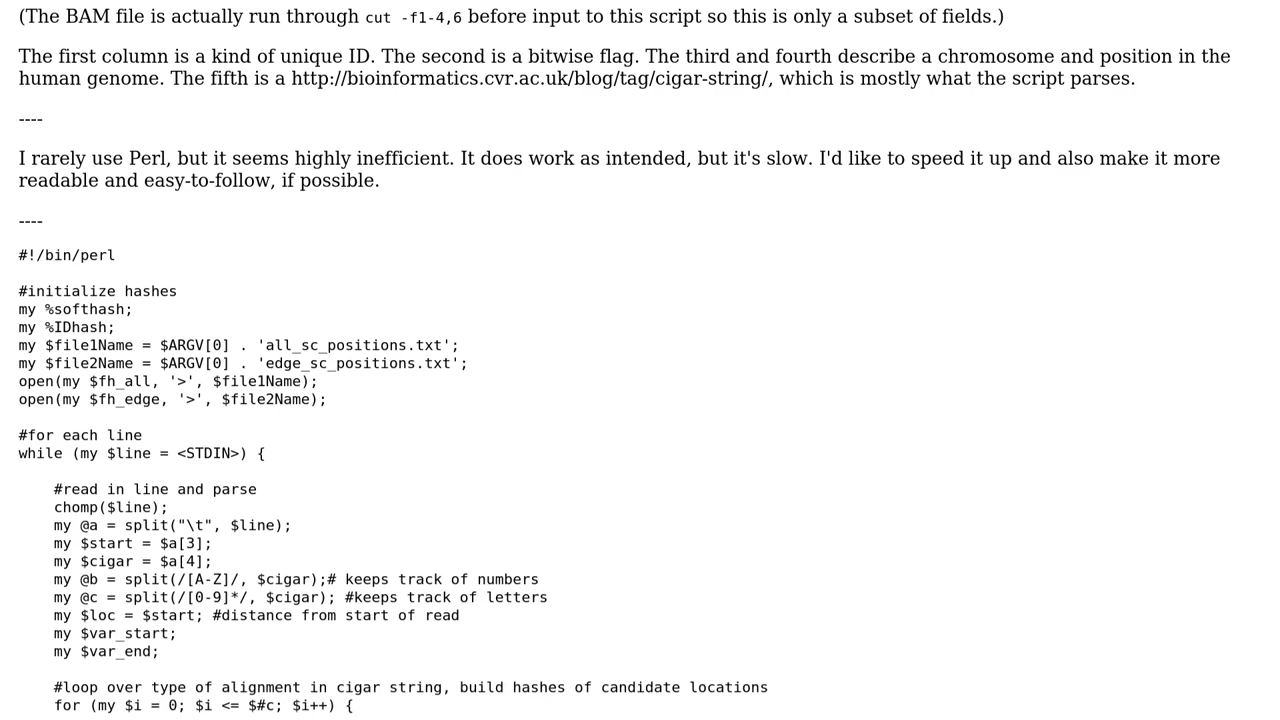 (The BAM file is actually run through cut -f1-4,6 before input to this script so this is only a subset of fields.)
The first column is a kind of unique ID. The second is a bitwise flag. The third and fourth describe a chromosome and position in the
human genome. The fifth is a http://bioinformatics.cvr.ac.uk/blog/tag/cigar-string/, which is mostly what the script parses.
----
I rarely use Perl, but it seems highly inefficient. It does work as intended, but it's slow. I'd like to speed it up and also make it more
readable and easy-to-follow, if possible.
----
#!/bin/perl
#initialize hashes
my %softhash;
my %IDhash;
my $file1Name = $ARGV[0] . 'all_sc_positions.txt';
my $file2Name = $ARGV[0] . 'edge_sc_positions.txt';
open(my $fh_all, '>', $file1Name);
open(my $fh_edge, '>', $file2Name);
#for each line
while (my $line = <STDIN>) {
    #read in line and parse
    chomp($line);
    my @a = split("\t", $line);
    my $start = $a[3];
    my $cigar = $a[4];
    my @b = split(/[A-Z]/, $cigar);# keeps track of numbers
    my @c = split(/[0-9]*/, $cigar); #keeps track of letters
    my $loc = $start; #distance from start of read
    my $var_start;
    my $var_end;
    #loop over type of alignment in cigar string, build hashes of candidate locations
    for (my $i = 0; $i <= $#c; $i++) {